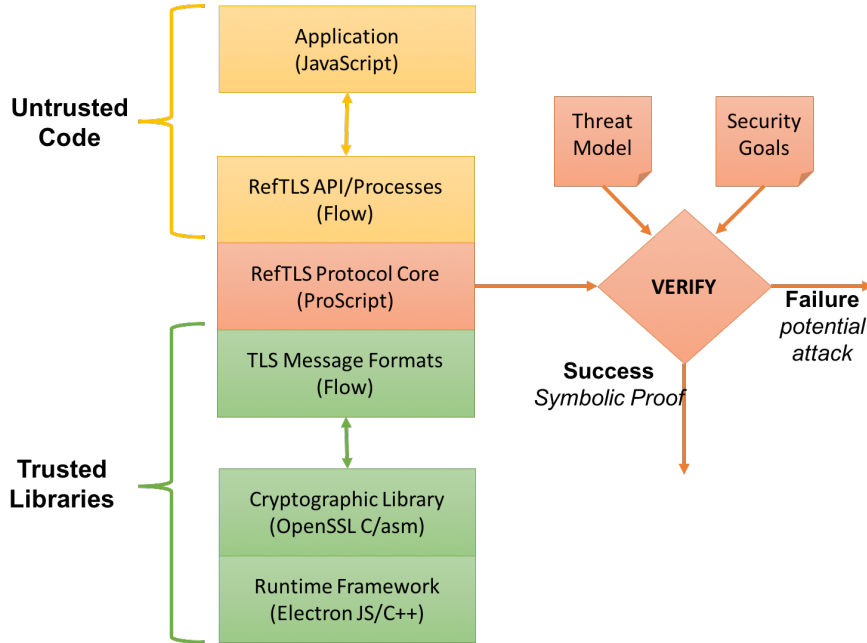 Application
(JavaScript)
Untrusted
Code
RefTLS API/Processes
(Flow)
RefTLS Protocol Core
(ProScript)
TLS Message Formats
(Flow)
Trusted
Libraries
Cryptographic Library
(OpenSSL C/asm)
Runtime Framework
(Electron JS/C++)
Threat
Model
Security
Goals
VERIFY
Failure
potential
attack
Success
Symbolic Proof